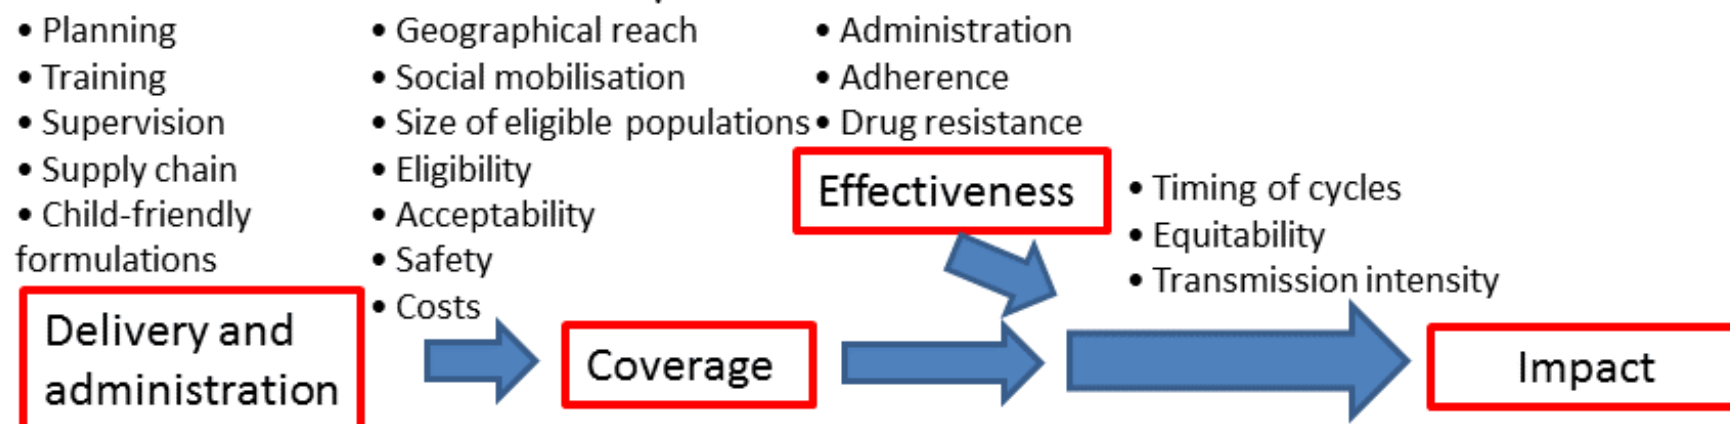 • Planning
• Training
• Supervision
• Supply chain
• Child-friendly
formulations
Delivery and
administration
• Geographical reach
• Social mobilisation
• Size of eligible populations
• Eligibility
• Acceptability
• Safety
• Costs
Coverage
• Administration
• Adherence
• Drug resistance
Effectiveness
• Timing of cycles
• Equitability
• Transmission intensity
Impact